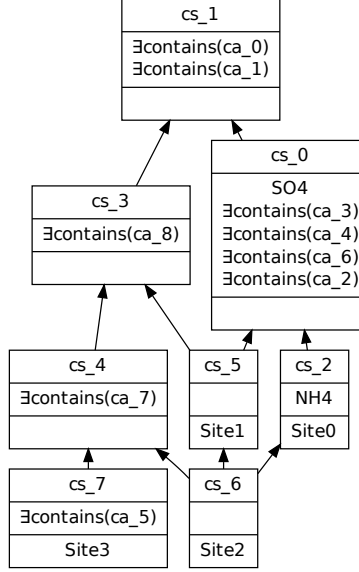 cs_1
∃contains(ca_0)
∃contains(ca_1)
cs_0
SO4
∃contains(ca_3)
∃contains(ca_4)
∃contains(ca_6)
∃contains(ca_2)
cs_3
∃contains(ca_8)
cs_4
∃contains(ca_7)
cs_5
Site1
cs_2
NH4
Site0
cs_7
∃contains(ca_5)
Site3
cs_6
Site2